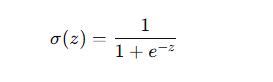 σ(z) = 1 / (1 + e^{-z})